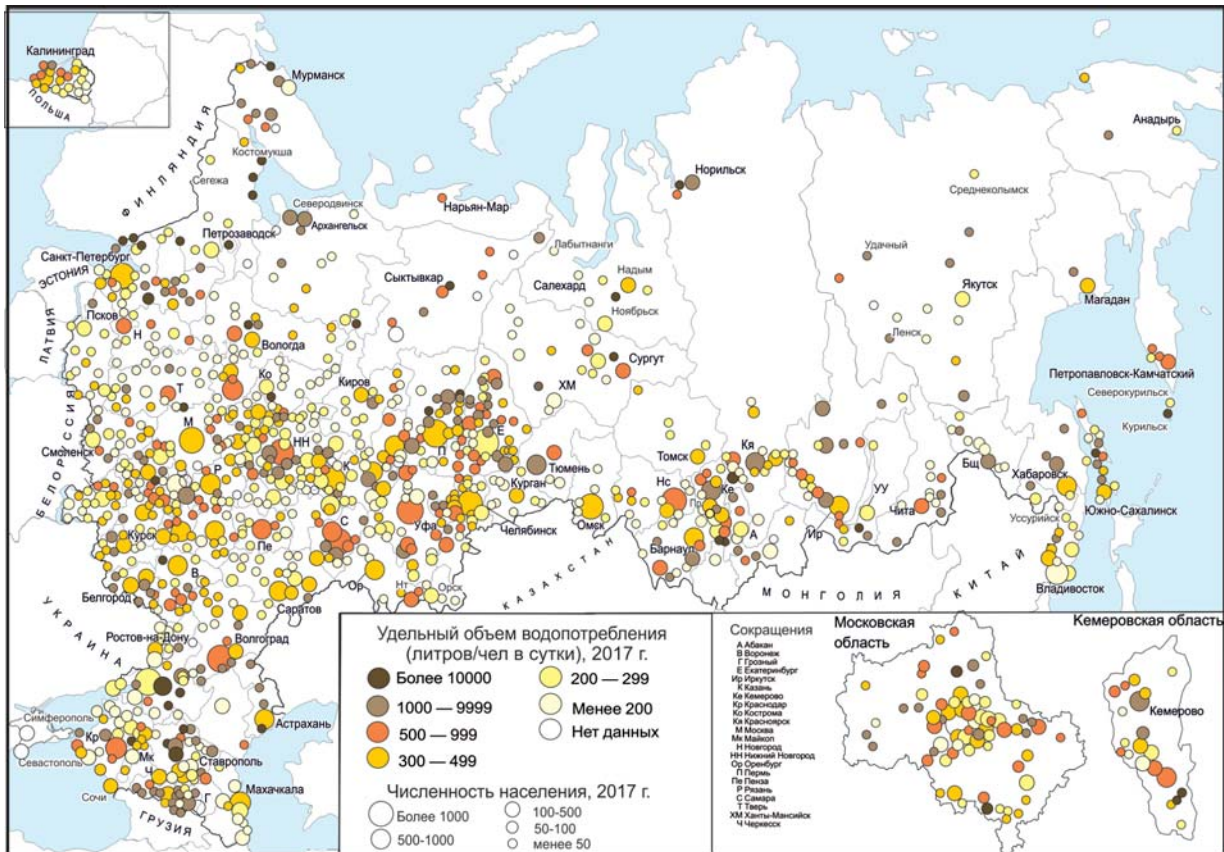 Калининград
ПОЛЬША
Мурманск
Костомукша
Сегежа
ФИНЛЯНДИЯ
Северодвинск
Архангельск
Петрозаводск
Нарьян-Мар
Норильск
Анадырь
Среднеколымск
Удачный
Санкт-Петербург
ЭСТОНИЯ
Сыктывкар
Лабытнанги
Салехард
Надым
Ноябрьск
Якутск
Магадан
Псков
Н
ЛАТВИЯ
Вологда
Ленск
Сургут
Ко
Киров
ХМ
Т
Петропавловск-Камчатский
Северокурильск
Курильск
БЕЛОРОССИЯ
М
Смоленск
НН
Е
П
К
Р
Тюмень
Томск
Кя
Бщ
Хабаровск
Курган
Нс
Ке
Пр
УУ
Чита
Омск
Уссурийск
Южно-Сахалинск
Курск
С
Уфа
Пе
Челябинск
Барнаул
А
Ир
В
Ор
Нт
Орск
КАЗАХСТАН
МОНГОЛИЯ
КИТАЙ
Владивосток
Белгород
Саратов
УКРАИНА
Ростов-на-Дону
Волгоград
Симферополь
Севастополь
Кр
Астрахань
Мк
Ставрополь
Ч
Сочи
Г
Махачкала
ГРУЗИЯ
Удельный объем водопотребления
(литров/чел в сутки), 2017 г.
Более 10000
200 — 299
1000 — 9999
Менее 200
500 — 999
Нет данных
300 — 499
Численность населения, 2017 г.
Более 1000
100-500
500-1000
50-100
менее 50
Сокращения
А Абакан
В Воронеж
Г Грозный
Е Екатеринбург
Ир Иркутск
К Казань
Ке Кемерово
Кр Краснодар
Ко Кострома
Кя Красноярск
М Москва
Мк Майкоп
Н Новгород
НН Нижний Новгород
Ор Оренбург
П Пермь
Пе Пенза
Р Рязань
С Самара
Т Тверь
ХМ Ханты-Мансийск
Ч Черкесск
Московская
область
Кемеровская область
Кемерово